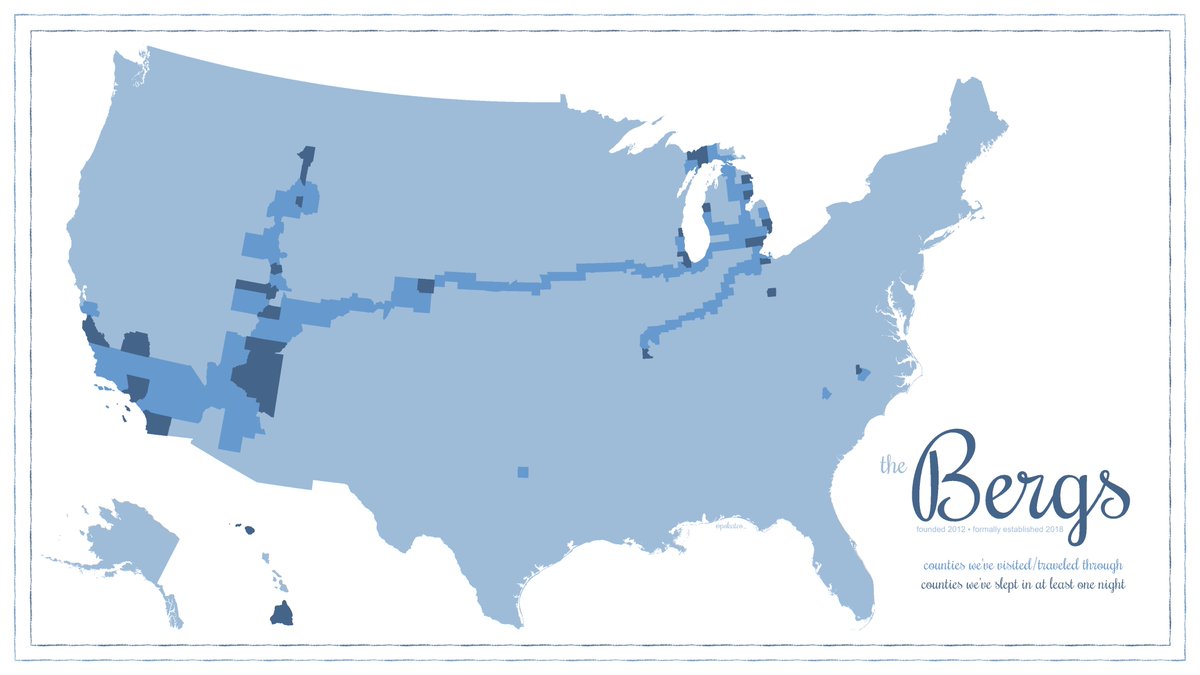 the
Bergs
founded 2012 • formally established 2018
counties we've visited/traveled through
counties we've slept in at least one night